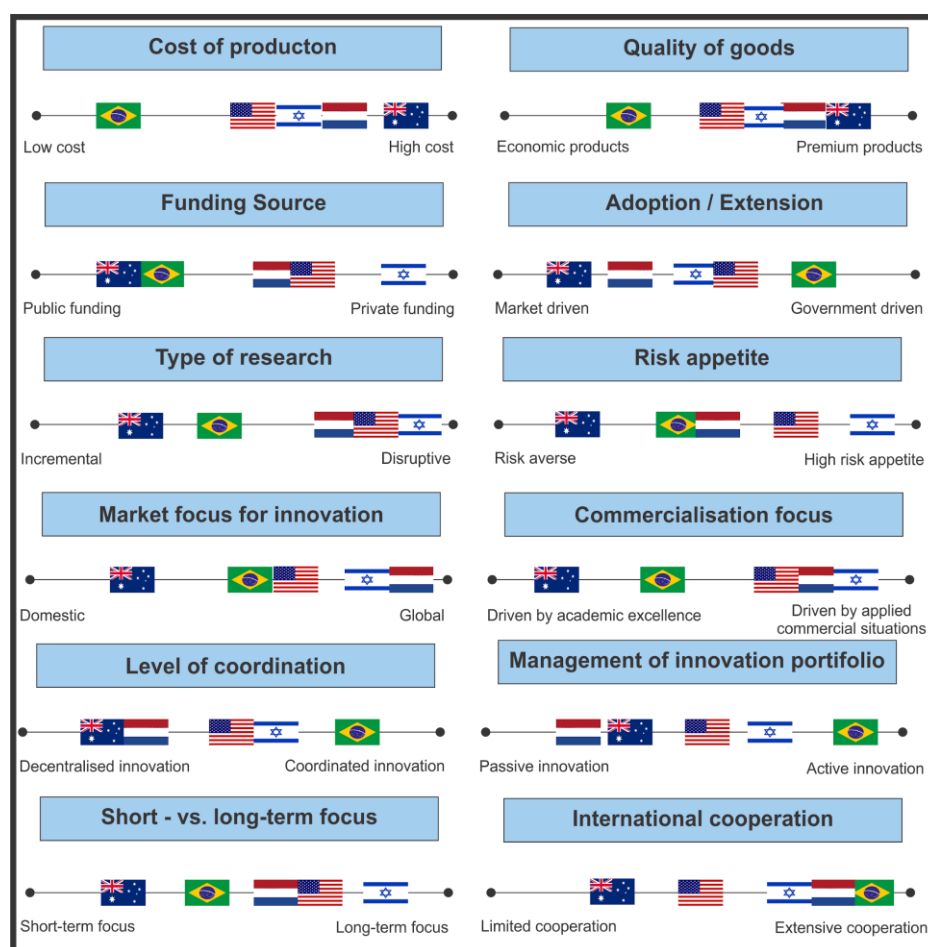 Cost of producton
Low cost
High cost
Quality of goods
Economic products
Premium products
Funding Source
Public funding
Private funding
Adoption / Extension
Market driven
Government driven
Type of research
Incremental
Disruptive
Risk appetite
Risk averse
High risk appetite
Market focus for innovation
Domestic
Global
Commercialisation focus
Driven by academic excellence
Driven by applied
commercial situations
Level of coordination
Decentralised innovation
Coordinated innovation
Management of innovation portifolio
Passive innovation
Active innovation
Short - vs. long-term focus
Short-term focus
Long-term focus
International cooperation
Limited cooperation
Extensive cooperation